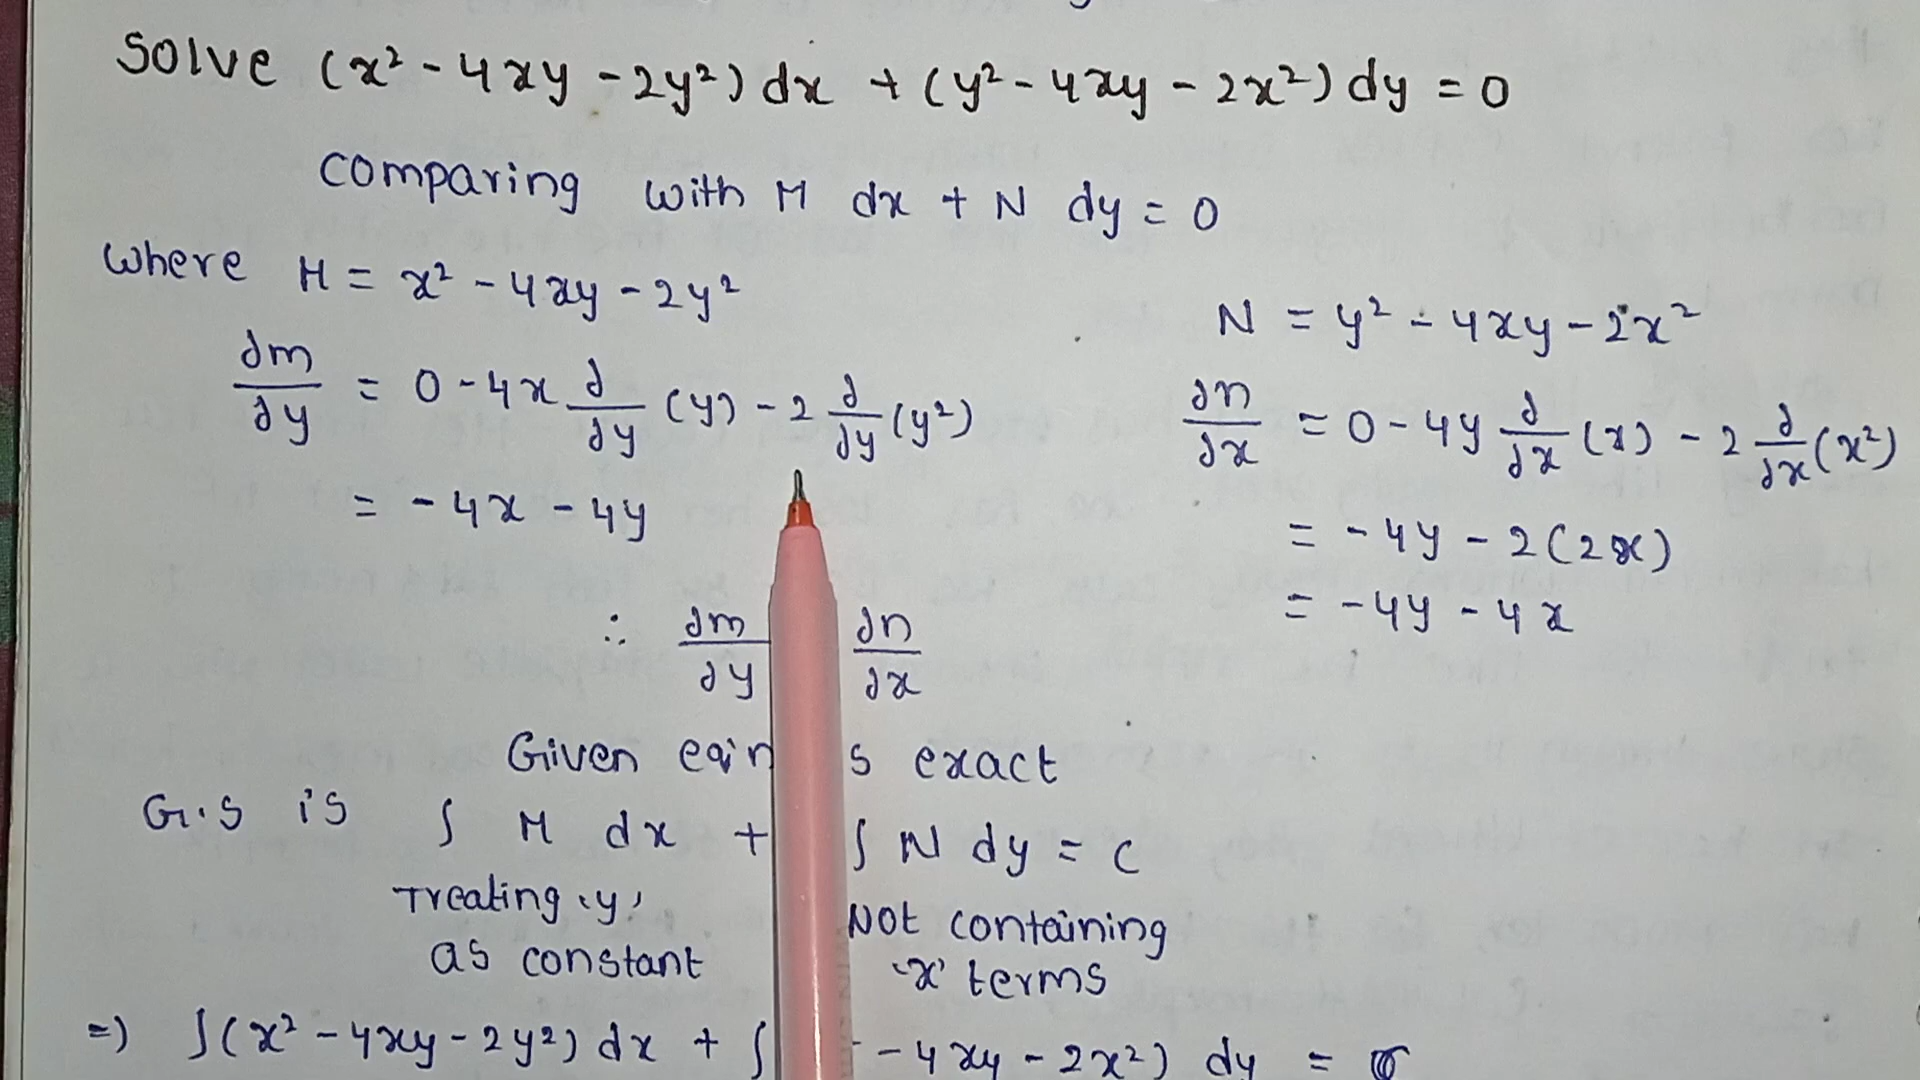 Solve (x² - 4xy - 2y²) dx + (y² - 4xy - 2x²) dy = 0
comparing with M dx + N dy = 0
where M = x² - 4xy - 2y²
∂m/∂y = 0 - 4x ∂/∂y (y) - 2 ∂/∂y (y²)
= - 4x - 4y
N = y² - 4xy - 2x²
∂n/∂x = 0 - 4y ∂/∂x (x) - 2 ∂/∂x (x²)
= - 4y - 2(2x)
= - 4y - 4x
∴ ∂m/∂y ∂n/∂x
Given exact
G.S is ∫ M dx + ∫ N dy = c
Treating 'y' as constant
Not containing 'x' terms
=) ∫(x² - 4xy - 2y²) dx + ∫ - 4xy - 2x²) dy =